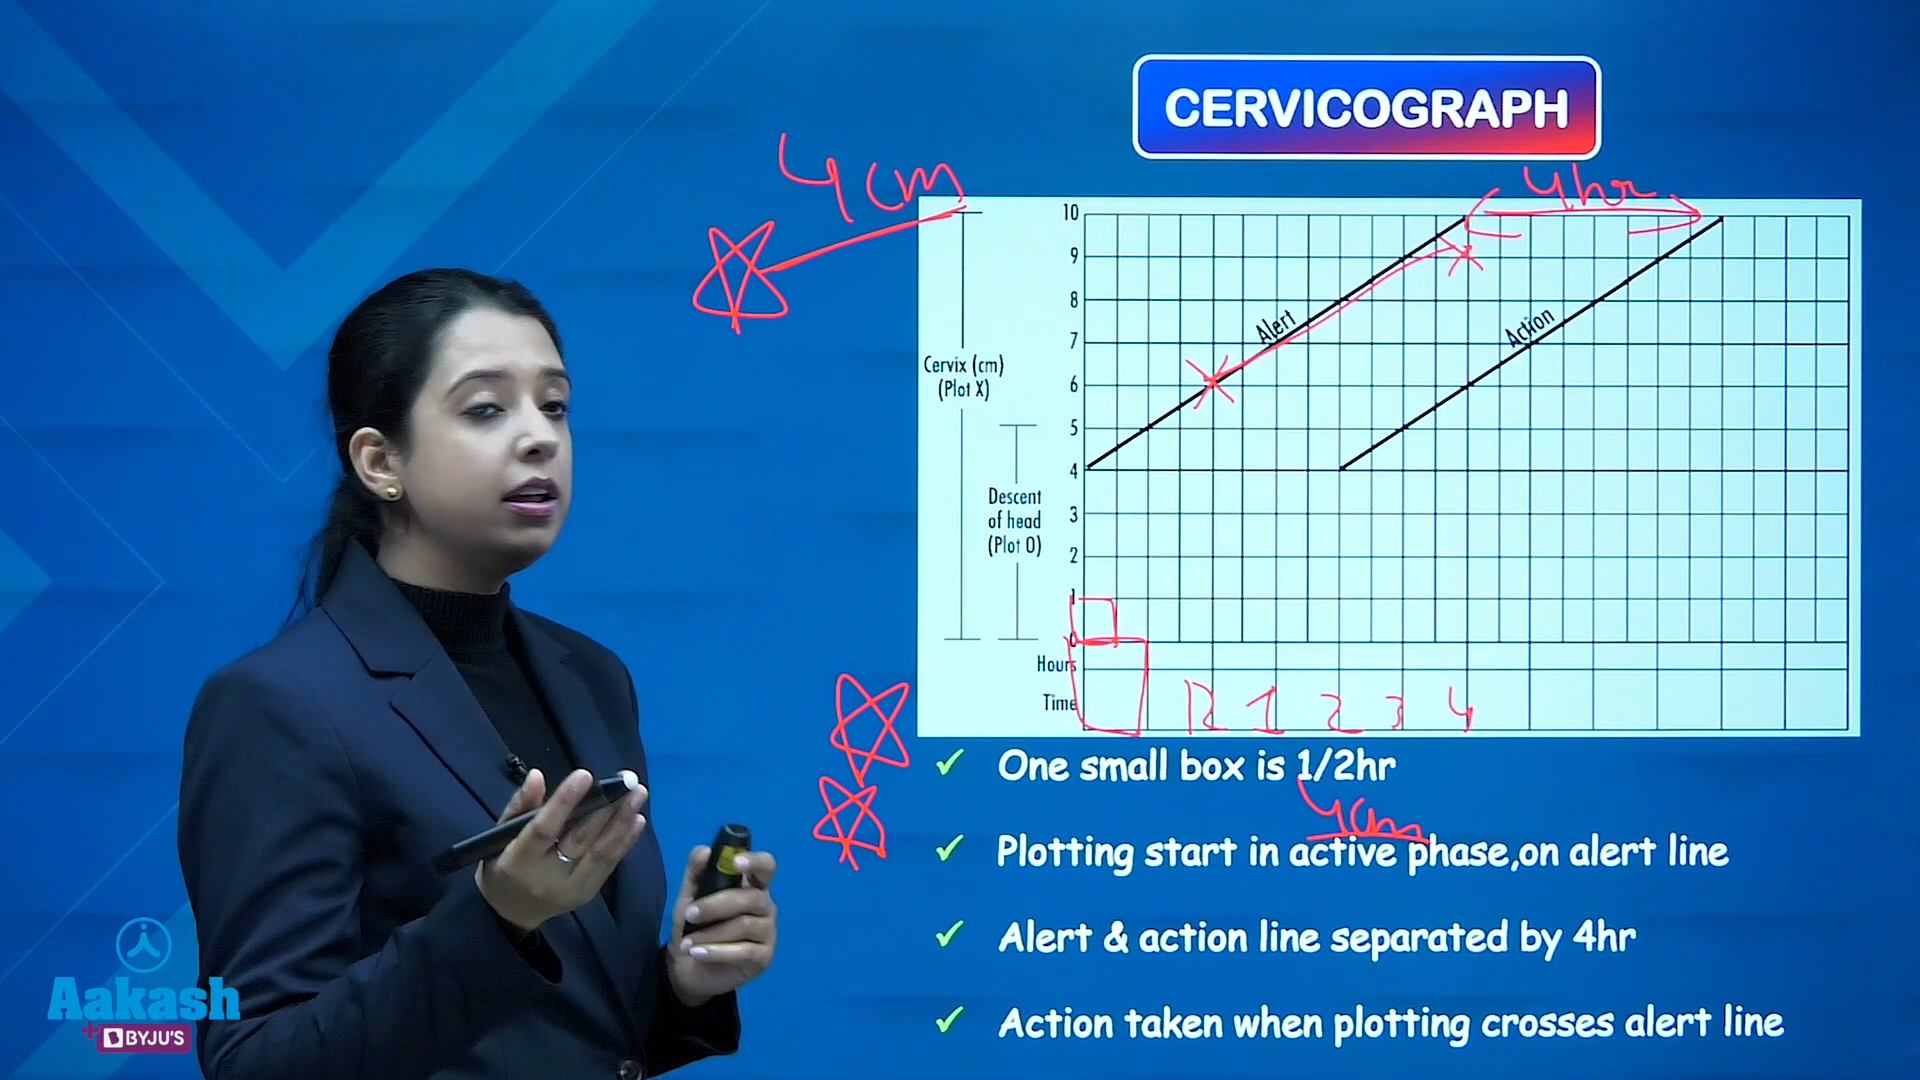 CERVICOGRAPH
4cm
4hr
10
9
8
7
6
5
4
3
2
1
0
Cervix (cm)
(Plot X)
Descent
of head
(Plot O)
Alert
Action
Hours
Time
12 1 2 3 4
✓ One small box is 1/2hr
4cm
✓ Plotting start in active phase,on alert line
✓ Alert & action line separated by 4hr
✓ Action taken when plotting crosses alert line
Aakash
+ BYJU'S